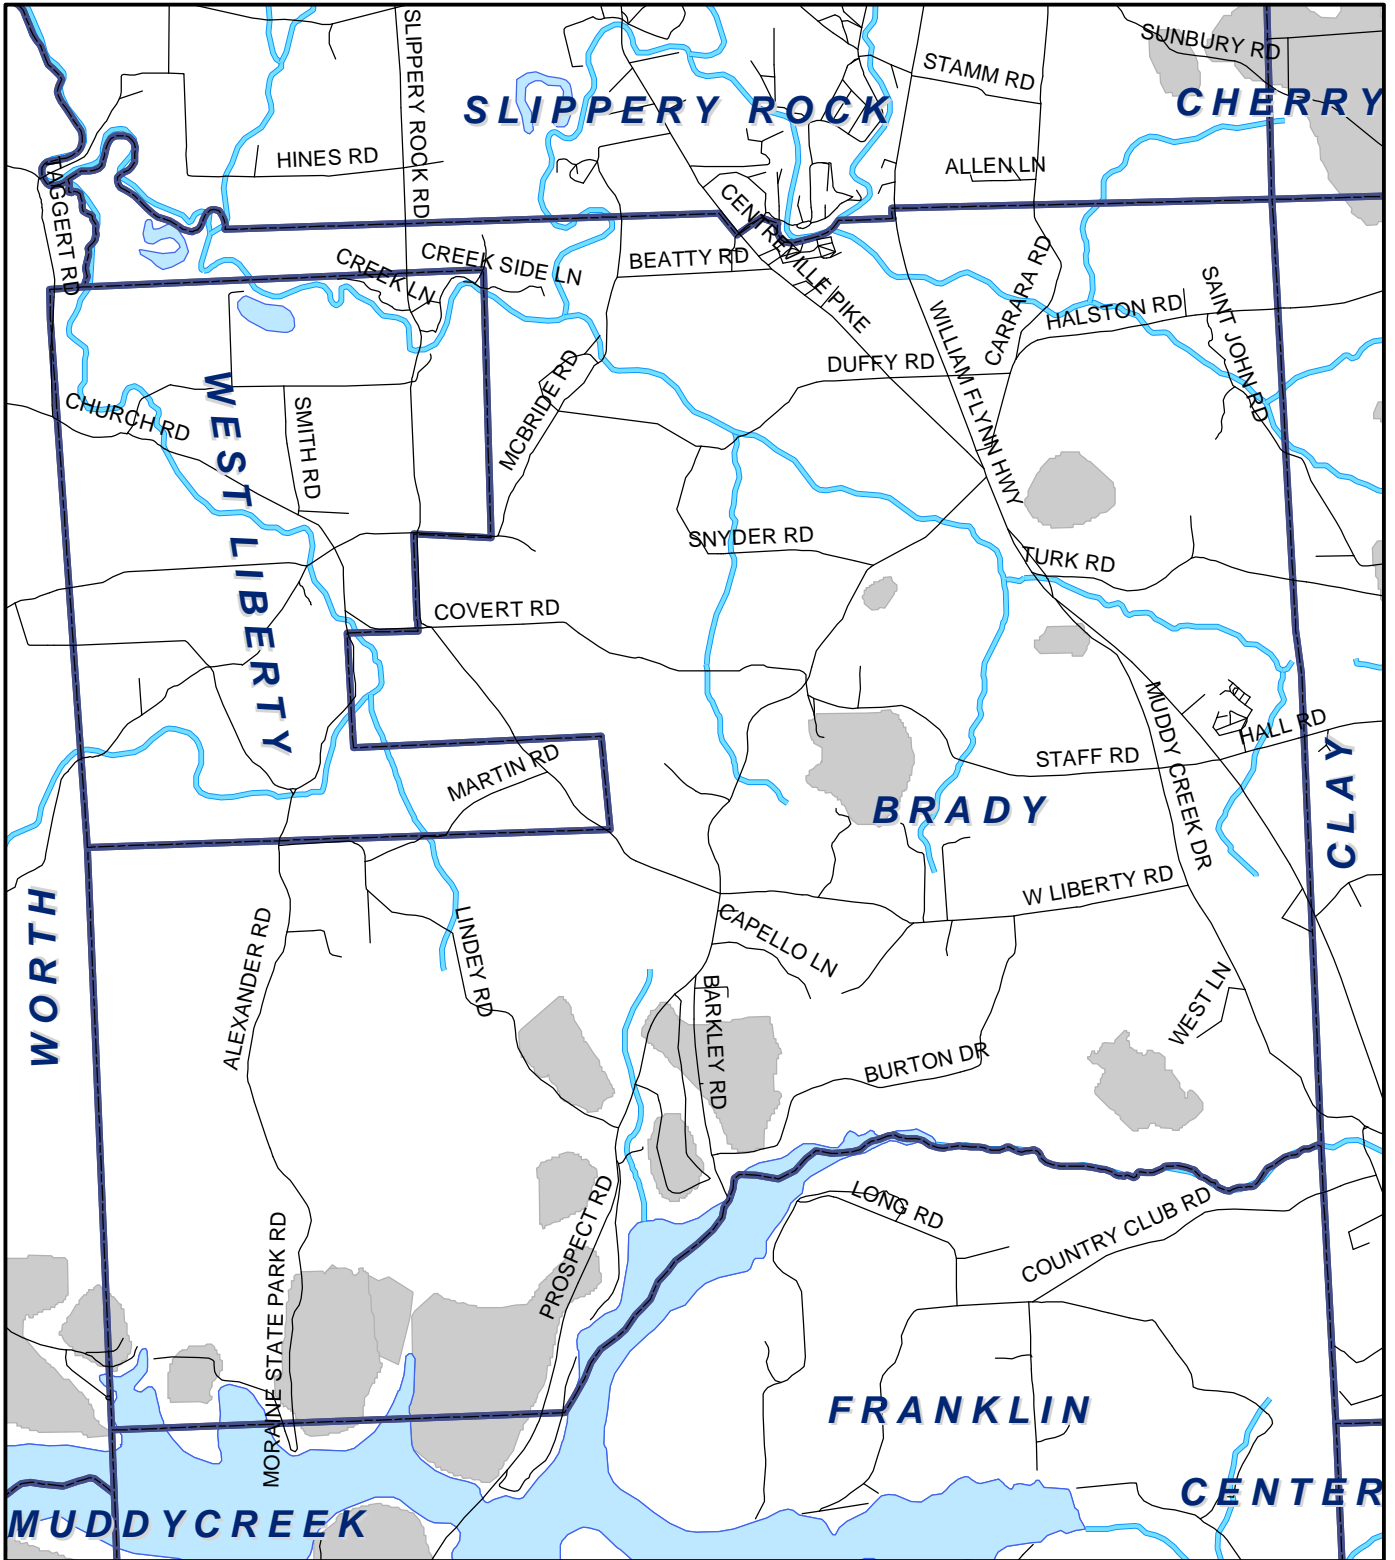 SLIPPERY ROCK RD
SUNBURY RD
STAMM RD
SLIPPERY ROCK
CHERRY
HINES RD
ALLEN LN
TAGGERT RD
CENTREVILLE PIKE
CREEK SIDE LN
CREEK LN
BEATTY RD
CARRARA RD
SAINT JOHN RD
HALSTON RD
WILLIAM FLYNN HWY
DUFFY RD
MCBRIDE RD
WEST LIBERTY
CHURCH RD
SMITH RD
SNYDER RD
TURK RD
COVERT RD
MUDDY CREEK DR
HALL RD
STAFF RD
MARTIN RD
BRADY
CLAY
W LIBERTY RD
WORTH
CAPELLO LN
LINDEY RD
ALEXANDER RD
WEST LN
BARKLEY RD
BURTON DR
LONG RD
COUNTRY CLUB RD
PROSPECT RD
MORAINE STATE PARK RD
FRANKLIN
CENTER
MUDDYCREEK